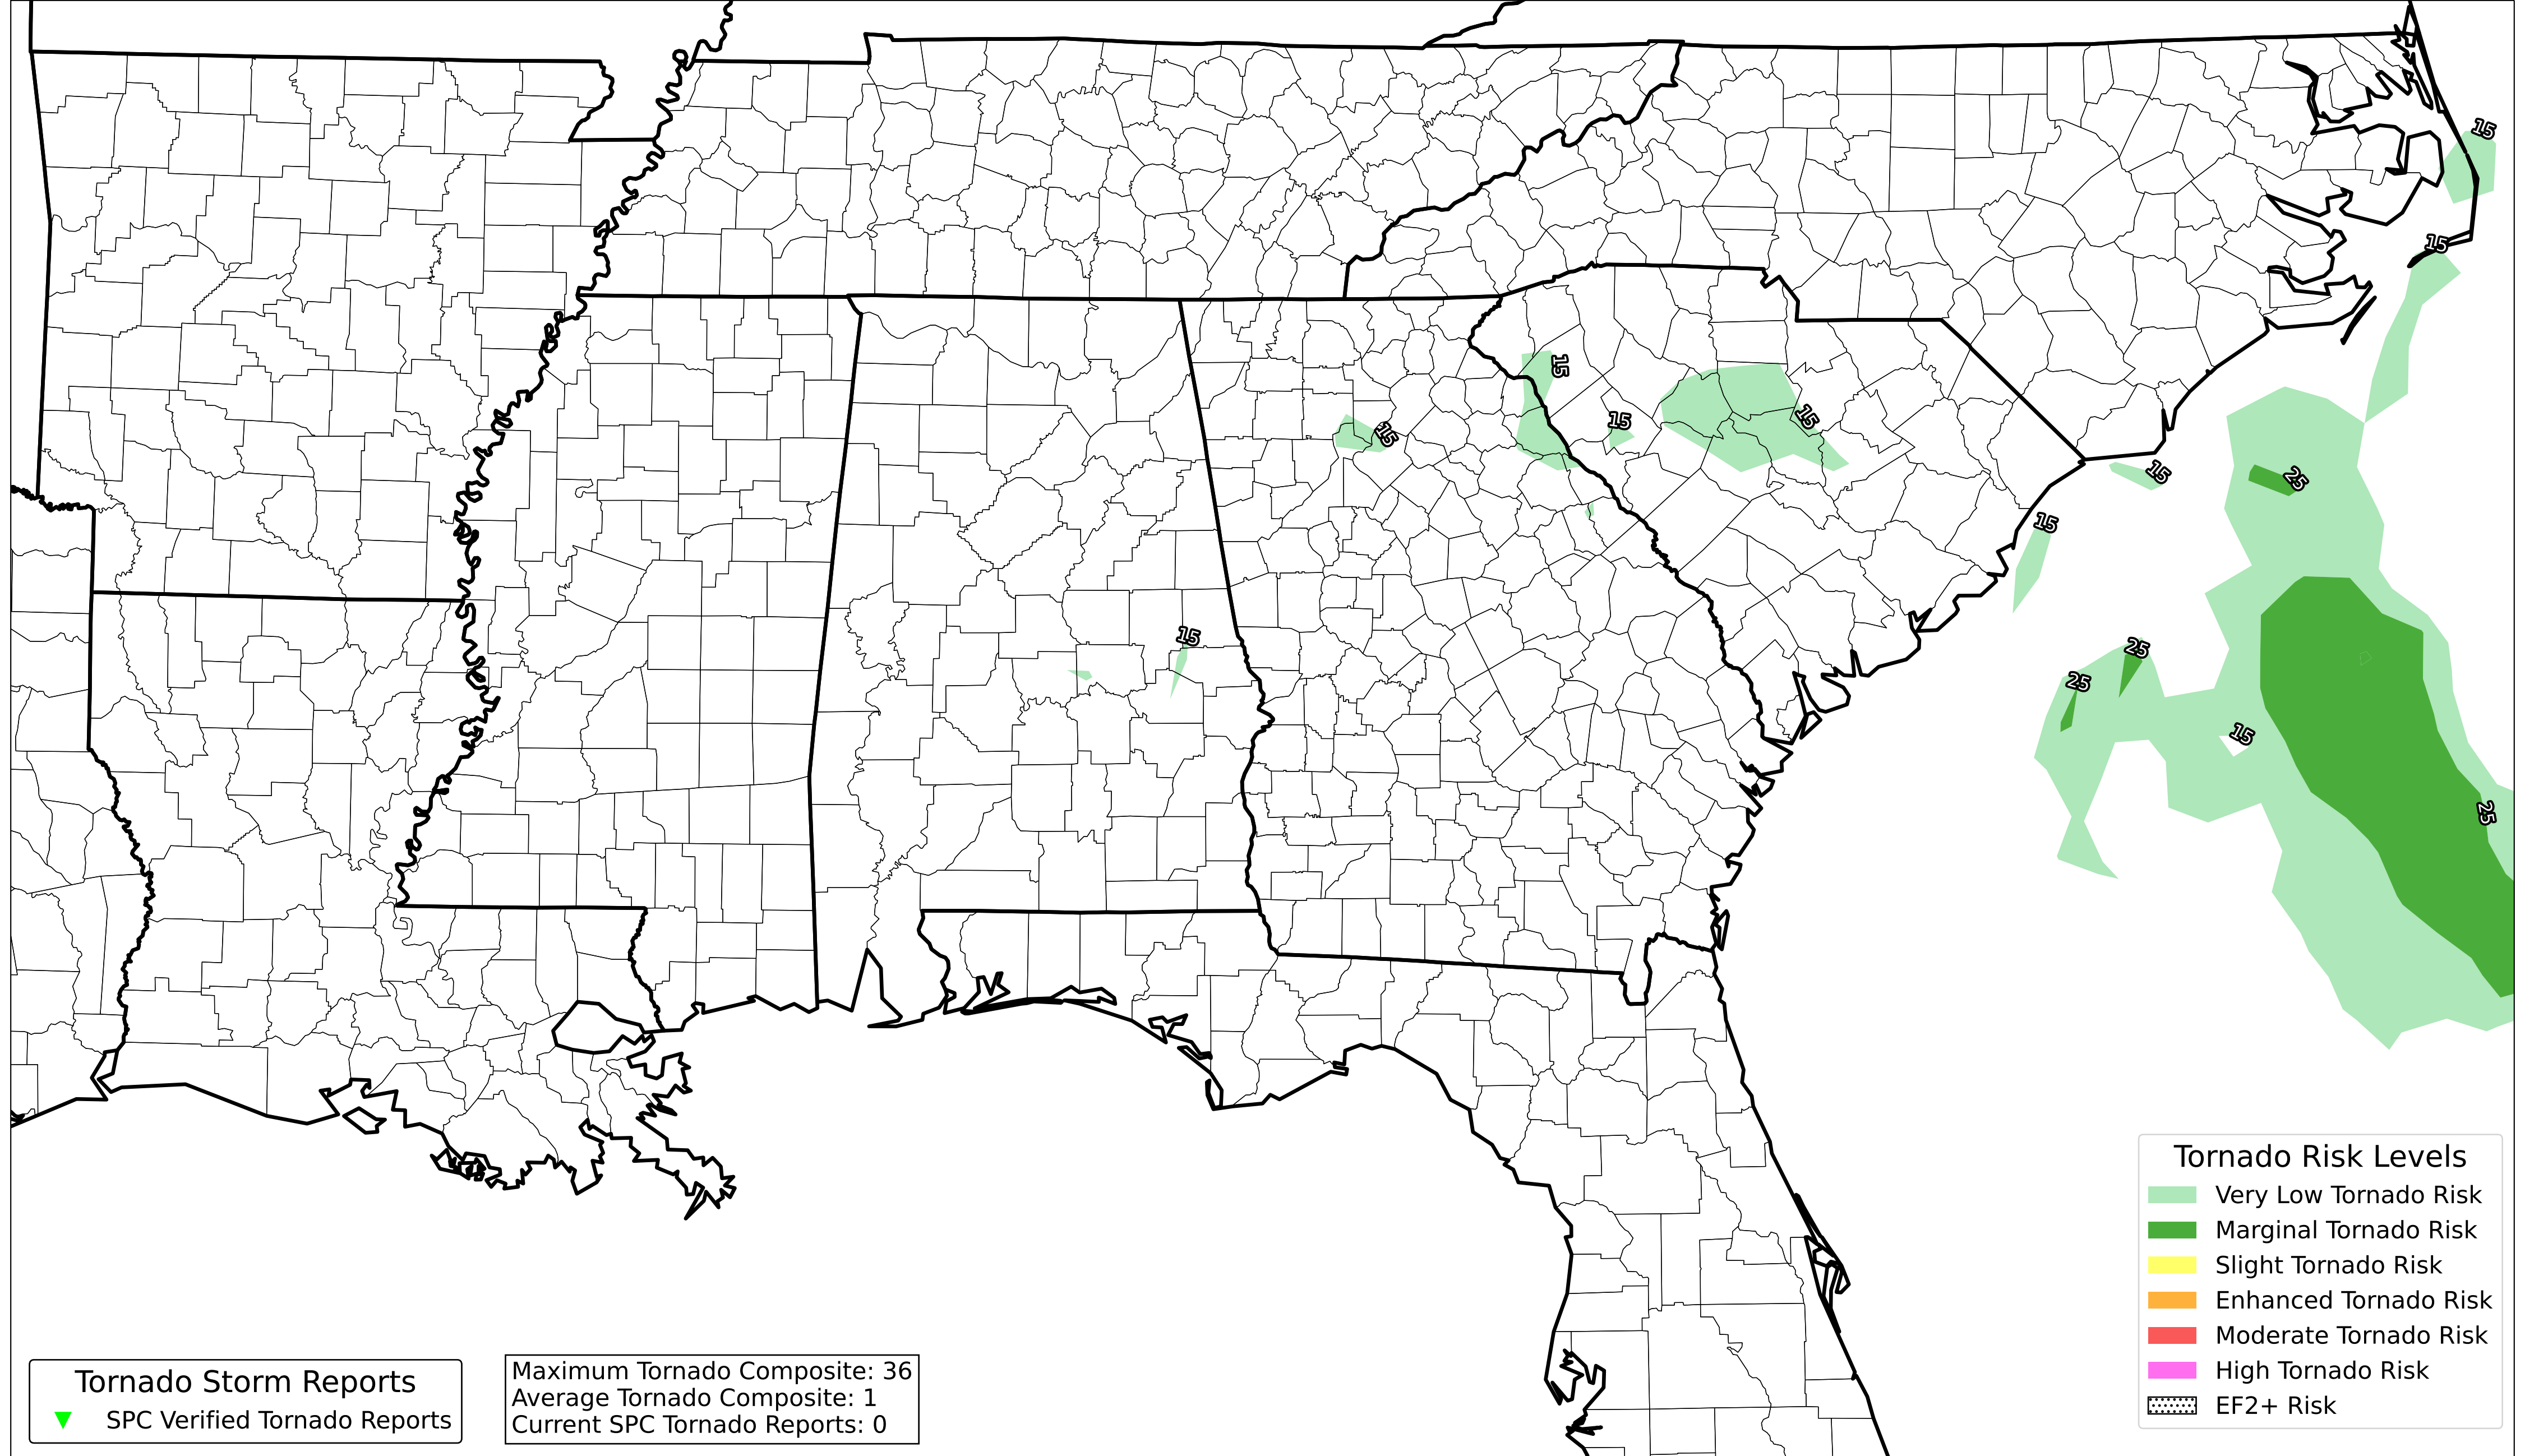 15
15
15
15
15
15
15
25
15
15
25
25
15
25
Tornado Risk Levels
Very Low Tornado Risk
Marginal Tornado Risk
Slight Tornado Risk
Enhanced Tornado Risk
Moderate Tornado Risk
High Tornado Risk
EF2+ Risk
Tornado Storm Reports
SPC Verified Tornado Reports
Maximum Tornado Composite: 36
Average Tornado Composite: 1
Current SPC Tornado Reports: 0